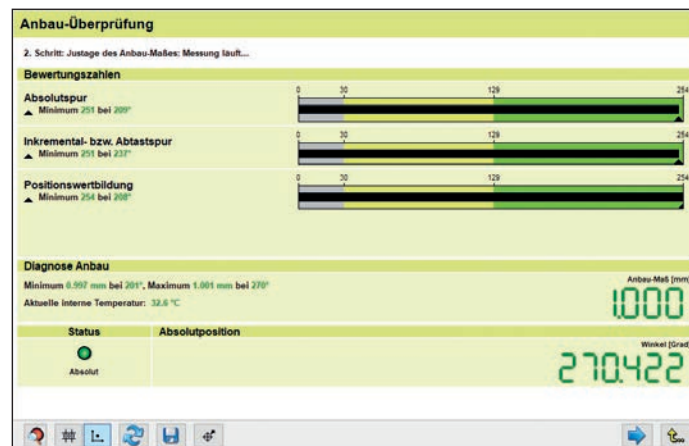 Anbau-Überprüfung
2. Schritt: Justage des Anbau-Maßes: Messung läuft...
Bewertungszahlen
Absolutspur
Minimum 251 bei 209°
0 30 129 254
Inkremental- bzw. Abtastspur
Minimum 251 bei 237°
0 30 129 254
Positionswertbildung
Minimum 254 bei 208°
0 30 129 254
Diagnose Anbau
Minimum 0.997 mm bei 201°, Maximum 1.001 mm bei 270°
Anbau-Maß [mm]
Aktuelle interne Temperatur: 32.6 °C
1.000
Status Absolutposition
Winkel [Grad]
Absolut
270.422